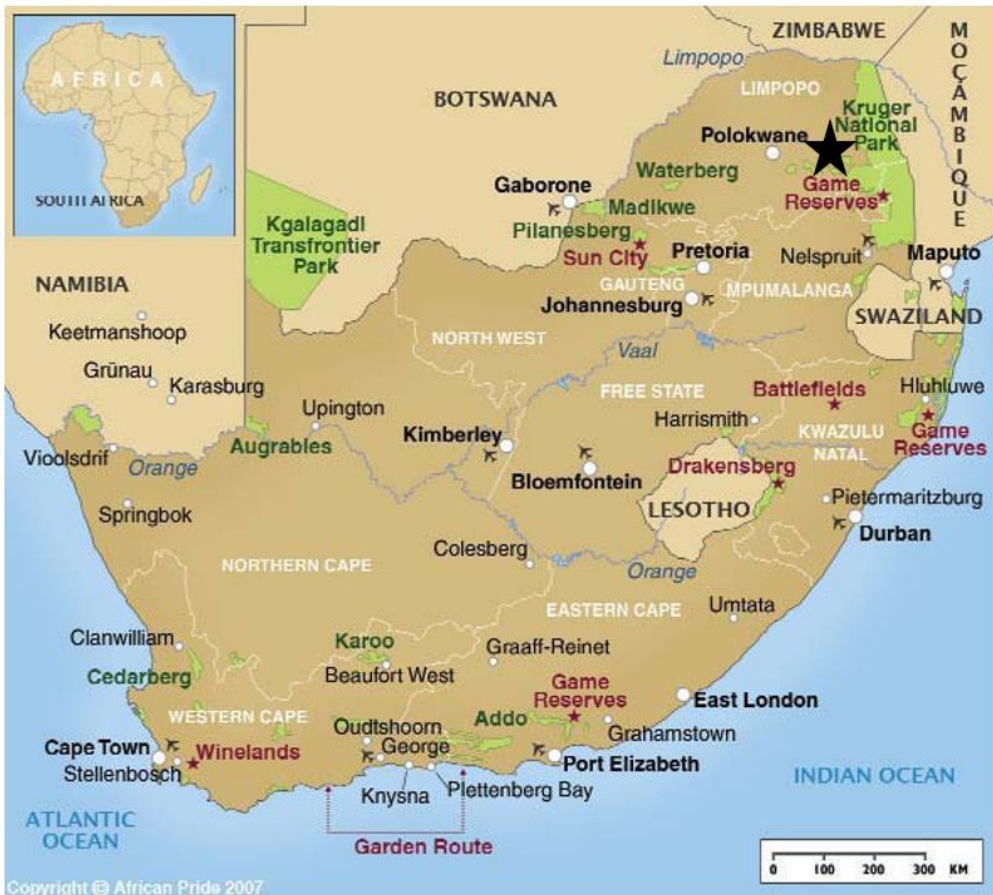 AFRICA
SOUTH AFRICA
ZIMBABWE
MOÇAMBIQUE
Limpopo
LIMPOPO
BOTSWANA
Kruger
National
Park
Polokwane
Waterberg
Game
Reserves
Gaborone
Madikwe
Kgalagadi
Transfrontier
Park
Pilanesberg
Sun City
Pretoria
Nelspruit
Maputo
NAMIBIA
GAUTENG
MPUMALANGA
Johannesburg
Keetmanshoop
NORTH WEST
SWAZILAND
Vaal
Grünau
Karasburg
FREE STATE
Battlefields
Hluhluwe
Upington
Harrismith
Augrables
Kimberley
KWAZULU
NATAL
Game
Reserves
Vioolsdrif
Orange
Bloemfontein
Drakensberg
Springbok
LESOTHO
Pietermaritzburg
Durban
Colesberg
NORTHERN CAPE
Orange
EASTERN CAPE
Umtata
Clanwilliam
Karoo
Graaff-Reinet
Cedarberg
Beaufort West
Game
Reserves
East London
WESTERN CAPE
Oudtshoorn
Addo
Grahamstown
Cape Town
Winelands
George
Port Elizabeth
Stellenbosch
INDIAN OCEAN
Knysna
Plettenberg Bay
ATLANTIC
OCEAN
Garden Route
0 100 200 300 KM
Copyright © African Pride 2007